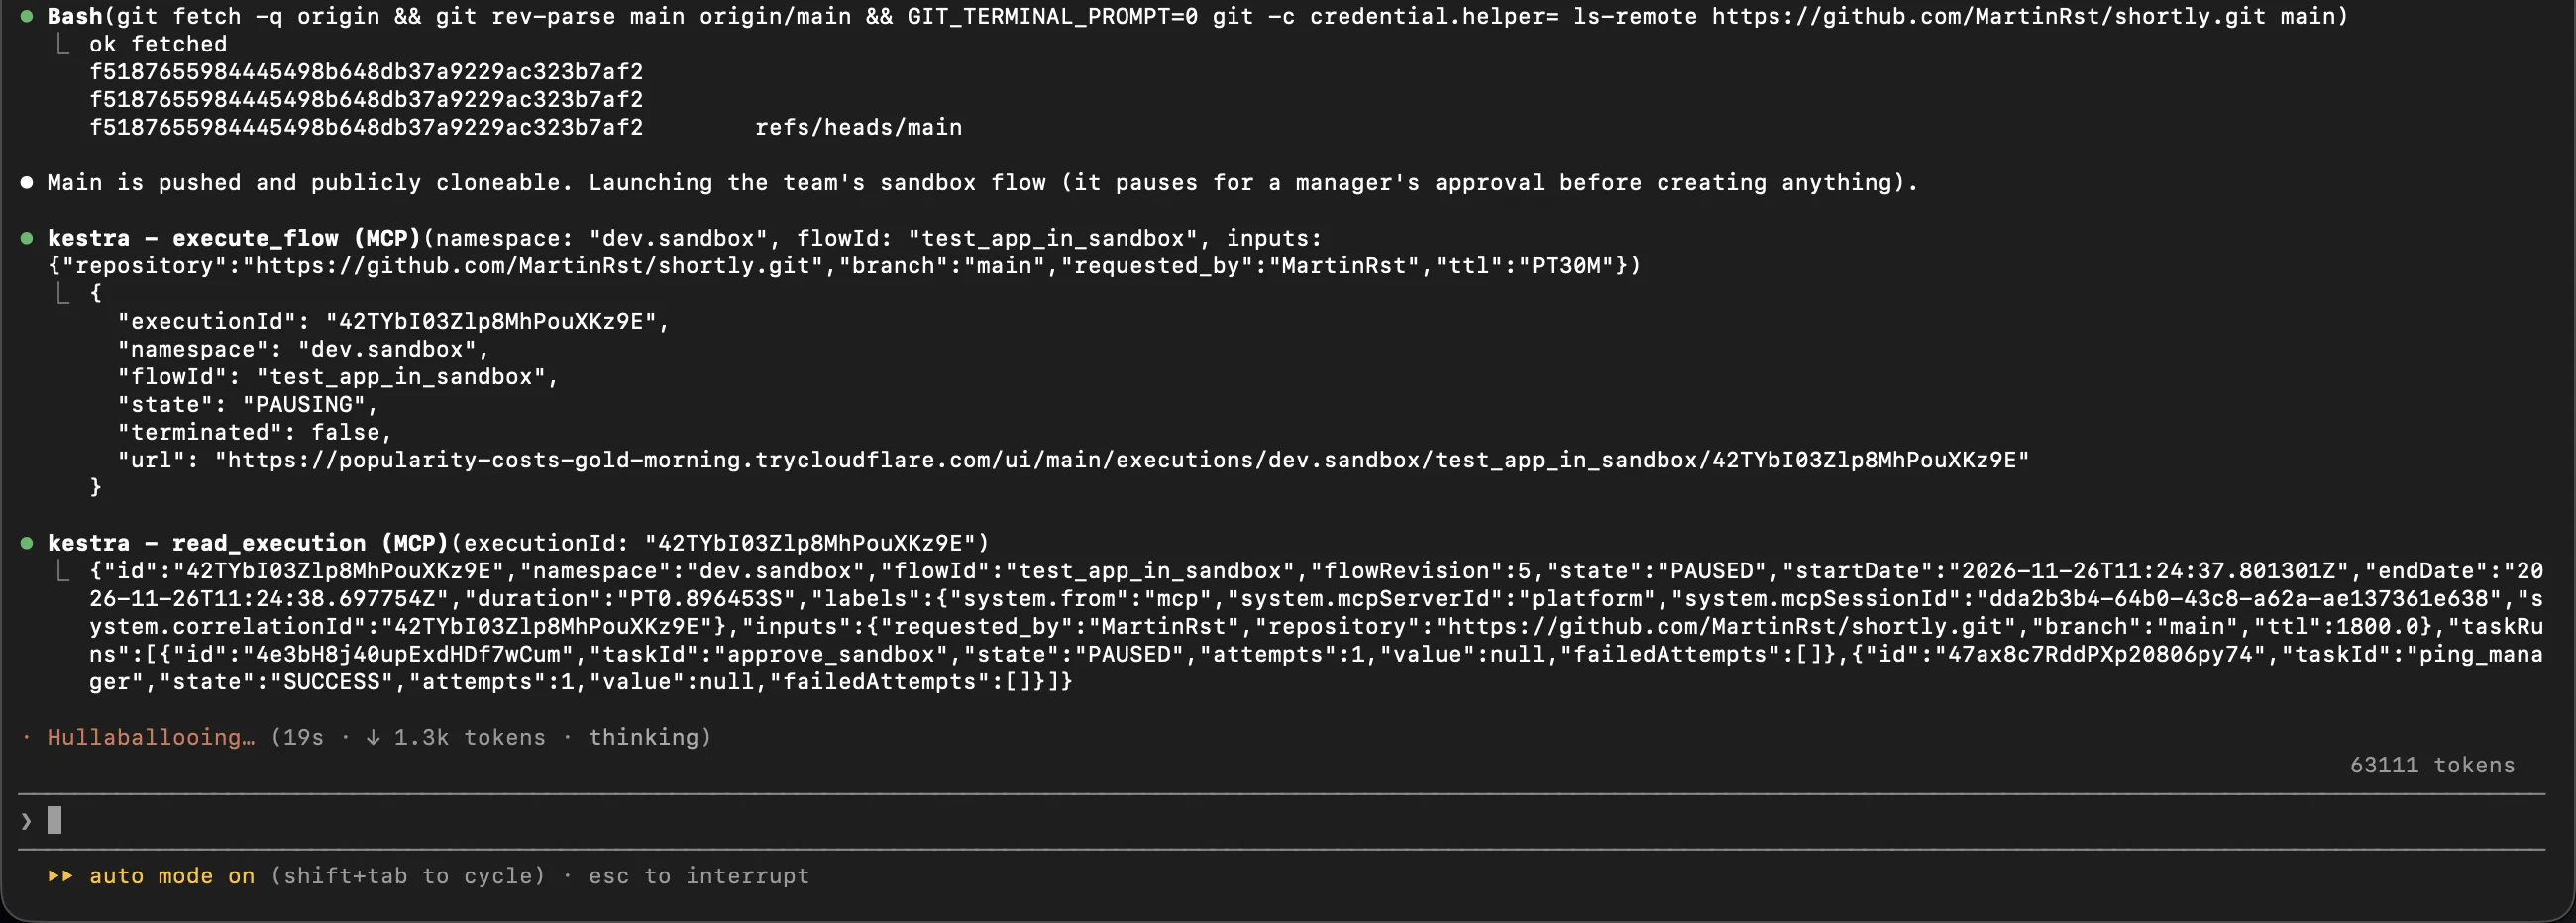 ● Bash(git fetch -q origin && git rev-parse main origin/main && GIT_TERMINAL_PROMPT=0 git -c credential.helper= ls-remote https://github.com/MartinRst/shortly.git main)
ok fetched
f5187655984445498b648db37a9229ac323b7af2
f5187655984445498b648db37a9229ac323b7af2
f5187655984445498b648db37a9229ac323b7af2 refs/heads/main
● Main is pushed and publicly cloneable. Launching the team's sandbox flow (it pauses for a manager's approval before creating anything).
● kestra - execute_flow (MCP)(namespace: "dev.sandbox", flowId: "test_app_in_sandbox", inputs:
{"repository":"https://github.com/MartinRst/shortly.git","branch":"main","requested_by":"MartinRst","ttl":"PT30M"})
{
"executionId": "42TYbI03Zlp8MhPouXKz9E",
"namespace": "dev.sandbox",
"flowId": "test_app_in_sandbox",
"state": "PAUSING",
"terminated": false,
"url": "https://popularity-costs-gold-morning.trycloudflare.com/ui/main/executions/dev.sandbox/test_app_in_sandbox/42TYbI03Zlp8MhPouXKz9E"
}
● kestra - read_execution (MCP)(executionId: "42TYbI03Zlp8MhPouXKz9E")
{"id":"42TYbI03Zlp8MhPouXKz9E","namespace":"dev.sandbox","flowId":"test_app_in_sandbox","flowRevision":5,"state":"PAUSED","startDate":"2026-11-26T11:24:37.801301Z","endDate":"20
26-11-26T11:24:38.697754Z","duration":"PT0.896453S","labels":{"system.from":"mcp","system.mcpServerId":"platform","system.mcpSessionId":"dda2b3b4-64b0-43c8-a62a-ae137361e638","s
ystem.correlationId":"42TYbI03Zlp8MhPouXKz9E"},"inputs":{"requested_by":"MartinRst","repository":"https://github.com/MartinRst/shortly.git","branch":"main","ttl":1800.0},"taskRu
ns":[{"id":"4e3bH8j40upExdHDf7wCum","taskId":"approve_sandbox","state":"PAUSED","attempts":1,"value":null,"failedAttempts":[]},{"id":"47ax8c7RddPXp20806py74","taskId":"ping_mana
ger","state":"SUCCESS","attempts":1,"value":null,"failedAttempts":[]}]}
· Hullaballooing… (19s · ↓ 1.3k tokens · thinking)
63111 tokens
❯
▸▸ auto mode on (shift+tab to cycle) · esc to interrupt